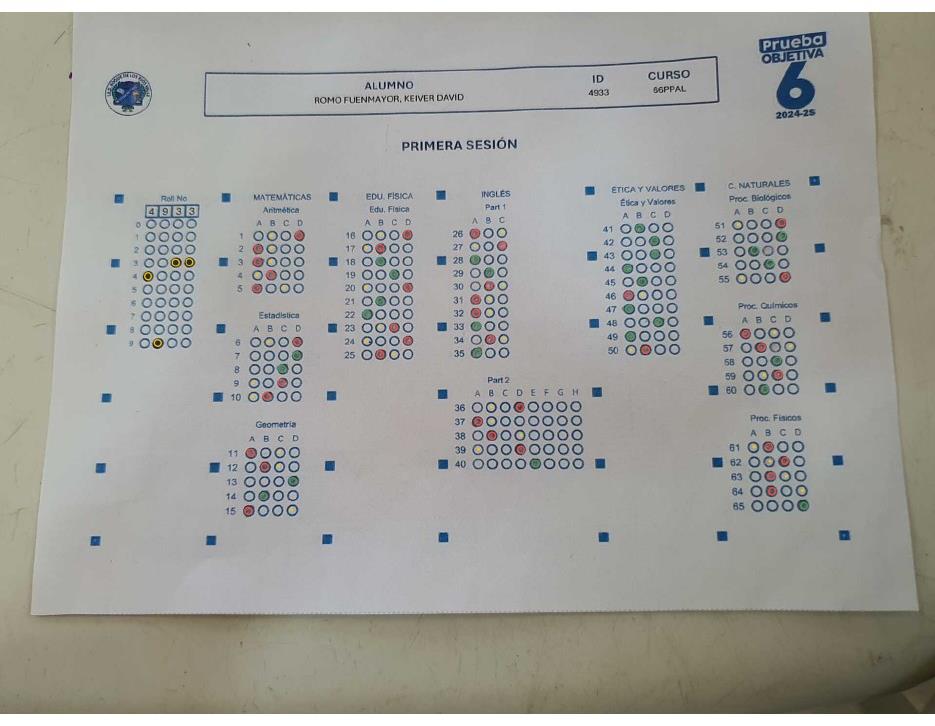 Prueba
OBJETIVA
6
2024-25
ALUMNO ID CURSO
ROMO FUENMAYOR, KEIVER DAVID 4933 66PPAL
PRIMERA SESIÓN
Roll No
4 9 3 3
0
1
2
3
4
5
6
7
8
9
MATEMÁTICAS
Aritmética
A B C D
1
2
3
4
5
Estadística
A B C D
6
7
8
9
10
Geometría
A B C D
11
12
13
14
15
EDU. FÍSICA
Edu. Física
A B C D
16
17
18
19
20
21
22
23
24
25
INGLÉS
Part 1
A B C
26
27
28
29
30
31
32
33
34
35
Part 2
A B C D E F G H
36
37
38
39
40
ÉTICA Y VALORES
Ética y Valores
A B C D
41
42
43
44
45
46
47
48
49
50
C. NATURALES
Proc. Biológicos
A B C D
51
52
53
54
55
Proc. Químicos
A B C D
56
57
58
59
60
Proc. Físicos
A B C D
61
62
63
64
65